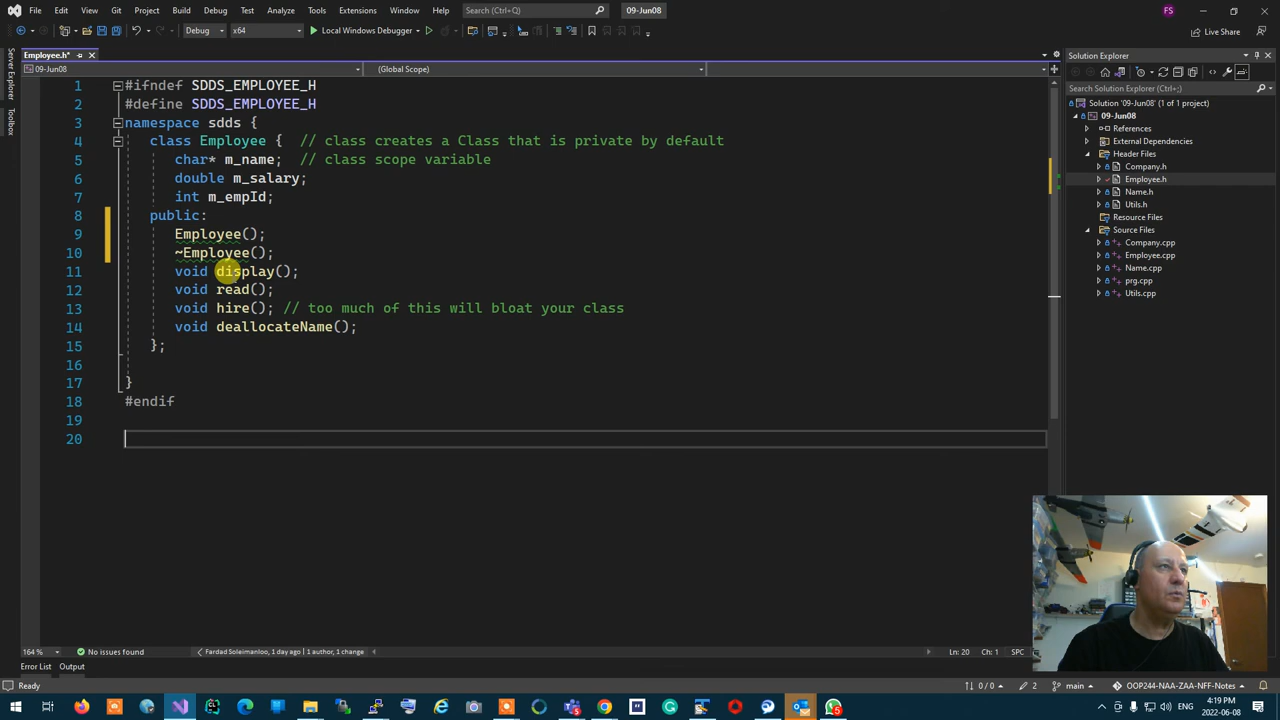 File Edit View Git Project Build Debug Test Analyze Tools Extensions Window Help Search (Ctrl+Q) 09-Jun08 FS
Debug x64 Local Windows Debugger Live Share
Employee.h* Solution Explorer
09-Jun08 (Global Scope)
Server Explorer
Toolbox
Search Solution Explorer (Ctrl+;)
Solution '09-Jun08' (1 of 1 project)
09-Jun08
References
External Dependencies
Header Files
Company.h
Employee.h
Name.h
Utils.h
Resource Files
Source Files
Company.cpp
Employee.cpp
Name.cpp
prg.cpp
Utils.cpp
1 #ifndef SDDS_EMPLOYEE_H
2 #define SDDS_EMPLOYEE_H
3 namespace sdds {
4 class Employee { // class creates a Class that is private by default
5 char* m_name; // class scope variable
6 double m_salary;
7 int m_empId;
8 public:
9 Employee();
10 ~Employee();
11 void display();
12 void read();
13 void hire(); // too much of this will bloat your class
14 void deallocateName();
15 };
16
17 }
18 #endif
19
20
164 % No issues found Fardad Soleimanloo, 1 day ago | 1 author, 1 change Ln: 20 Ch: 1 SPC
Error List Output
Ready 0 / 0 2 main OOP244-NAA-ZAA-NFF-Notes
4:19 PM
2022-06-08